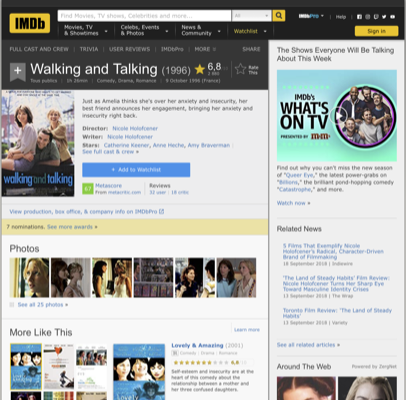 IMDb
Find Movies, TV shows, Celebrities and more...
All
IMDbPro
Help
Movies, TV & Showtimes
Celebs, Events & Photos
News & Community
Watchlist
Sign in
FULL CAST AND CREW | TRIVIA | USER REVIEWS | IMDbPro | MORE
SHARE
Walking and Talking (1996)
6,8
Rate This
Tous publics | 1h 26min | Comedy, Drama, Romance | 9 October 1996 (France)
Just as Amelia thinks she's over her anxiety and insecurity, her
best friend announces her engagement, bringing her anxiety and
insecurity right back.
Director: Nicole Holofcener
Writer: Nicole Holofcener
Stars: Catherine Keener, Anne Heche, Amy Braverman
See full cast & crew »
+ Add to Watchlist
Metascore
From metacritic.com
Reviews
walking and talking
View production, box office, & company info on IMDbPro
7 nominations. See more awards »
Photos
See all 25 photos »
More Like This
Learn more
Lovely & Amazing (2001)
Comedy | Drama | Romance
Self-esteem and insecurity are at the
heart of this comedy about the
relationship between a mother and
her three confused daughters.
The Shows Everyone Will Be Talking
About This Week
IMDb's
WHAT'S
ON TV
PRESENTED BY
Find out why you can't miss the new season
of "Queer Eye," the latest power-grabs on
"Billions," the brilliant pond-hopping comedy
"Catastrophe," and more.
Watch now »
Related News
5 Films That Exemplify Nicole
Holofcener's Radical, Character-Driven
Brand of Filmmaking
18 September 2018 | Indiewire
'The Land of Steady Habits' Film Review:
Nicole Holofcener Turns Her Sharp Eye
Toward Masculine Identity Crises
13 September 2018 | The Wrap
Toronto Film Review: 'The Land of
Steady Habits'
13 September 2018 | Variety
See all related articles »
Around The Web
Powered by ZergNet